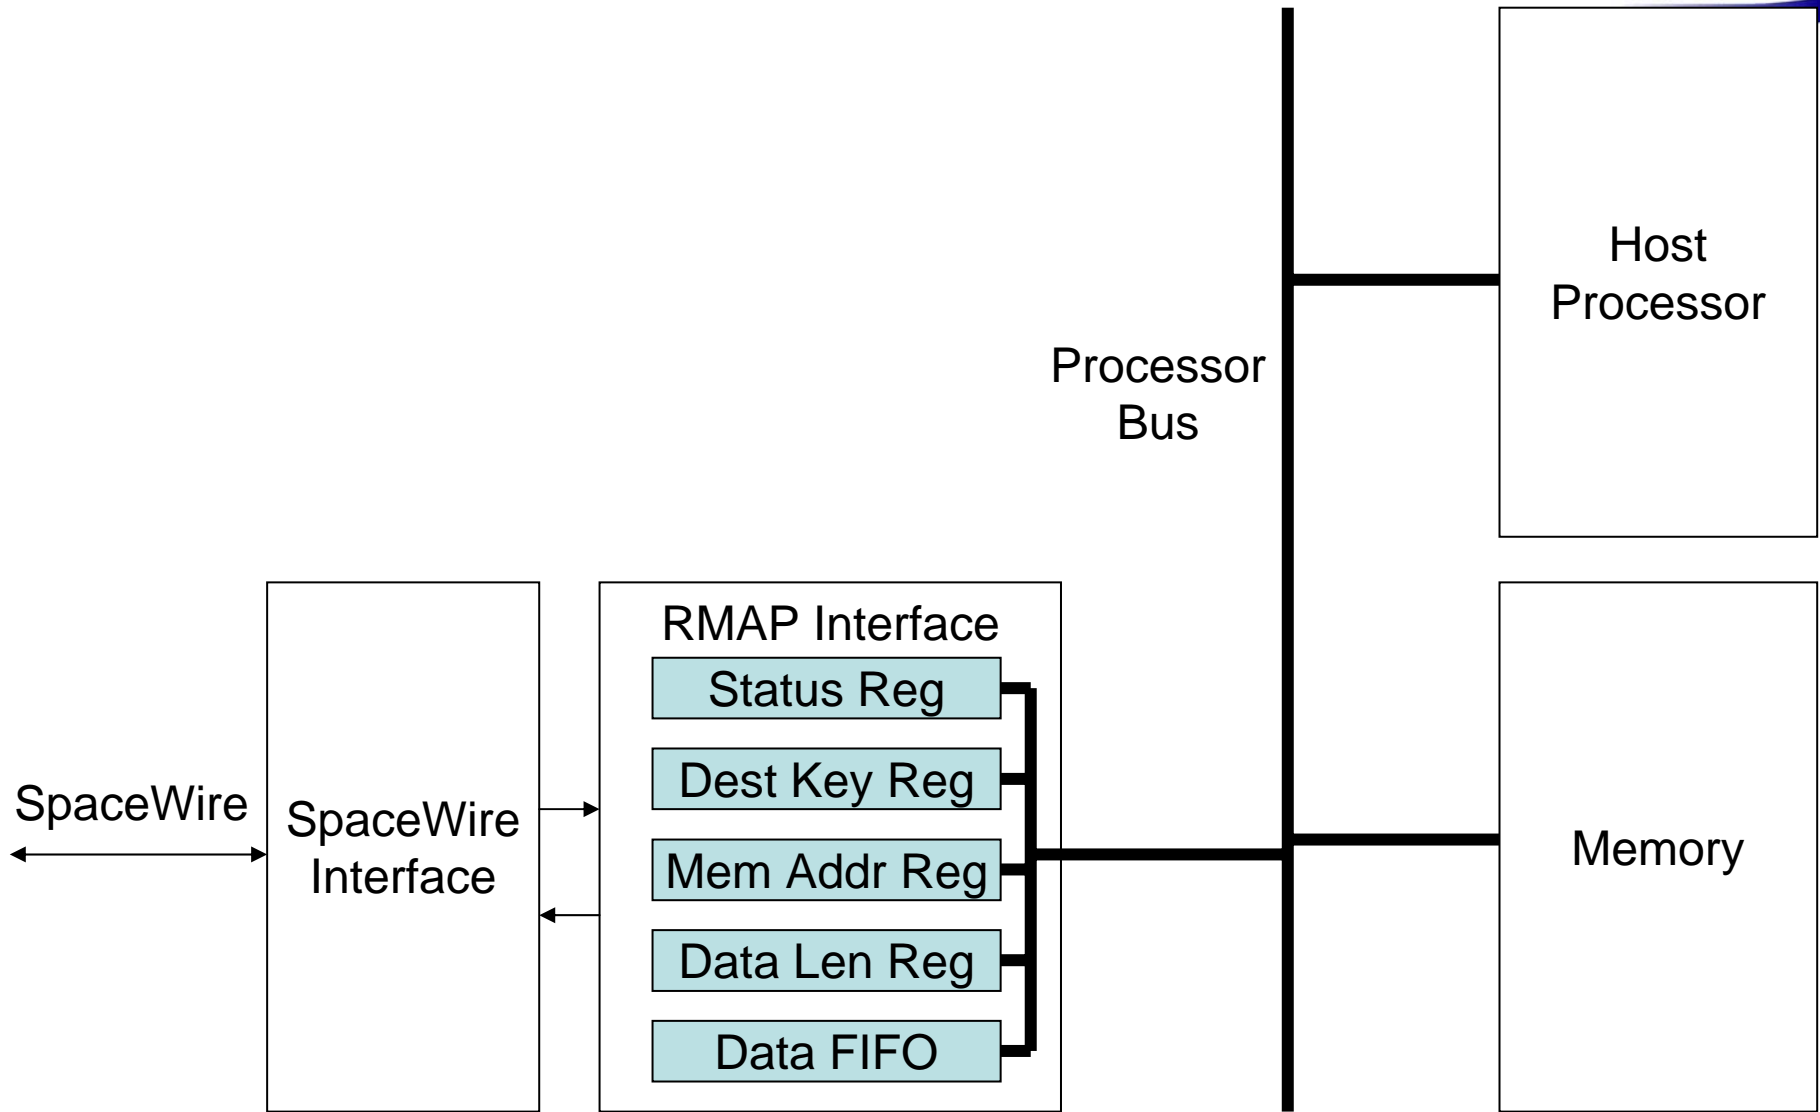 Host
Processor
Processor
Bus
RMAP Interface
Status Reg
Dest Key Reg
Mem Addr Reg
Data Len Reg
Data FIFO
SpaceWire
SpaceWire
Interface
Memory